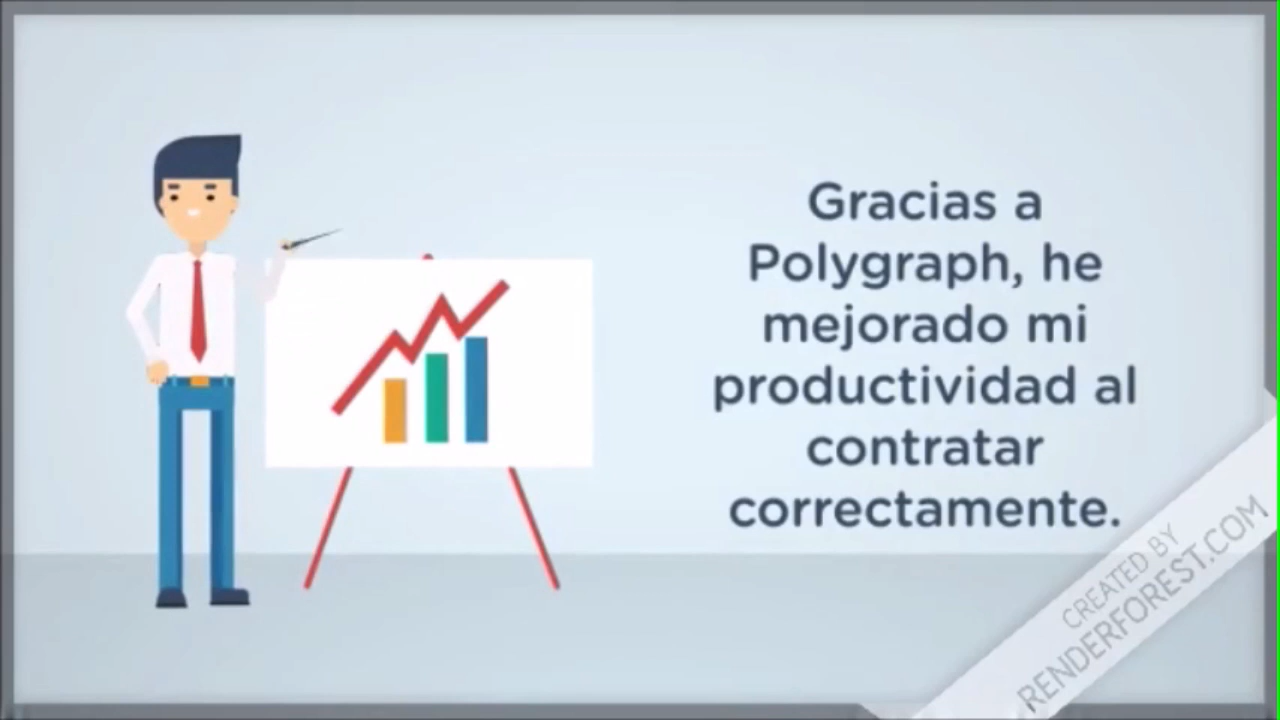 Gracias a
Polygraph, he
mejorado mi
productividad al
contratar
correctamente.
CREATED BY
RENDERFOREST.COM